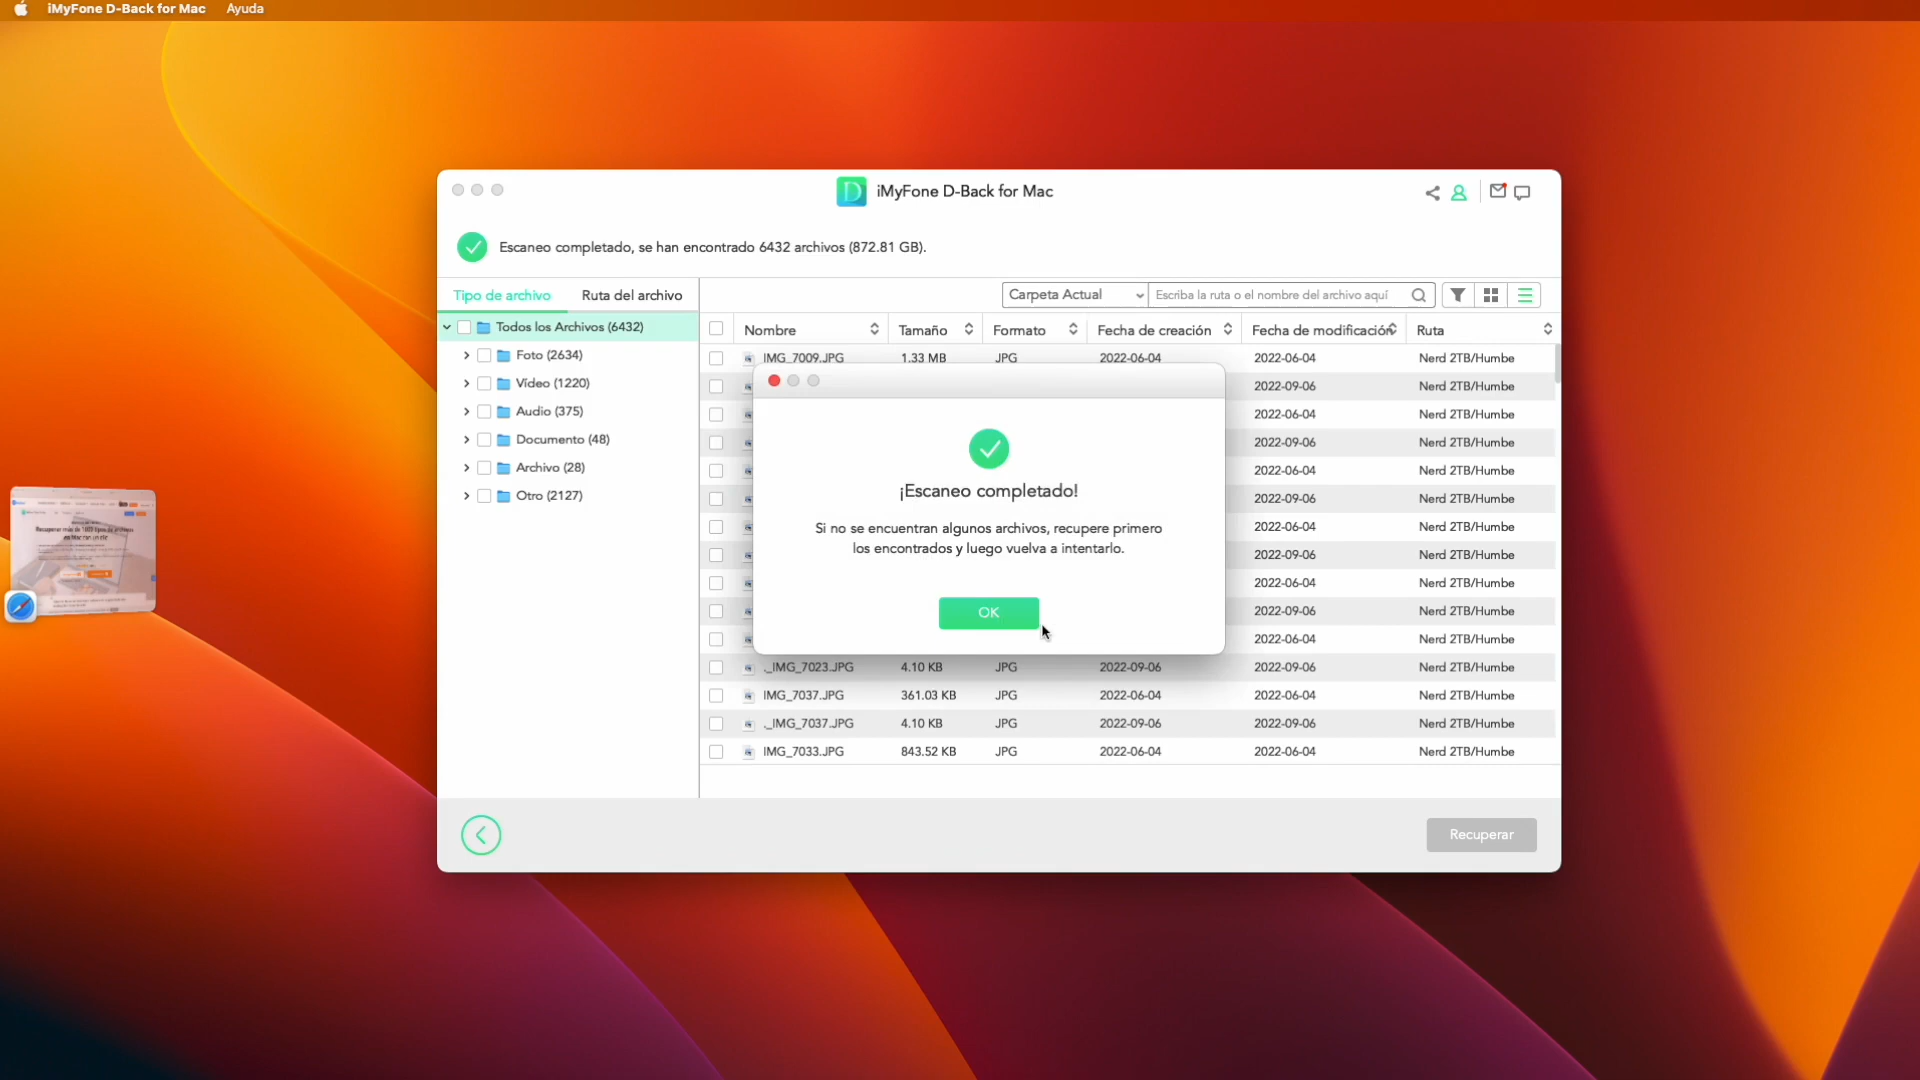 iMyFone D-Back for Mac Ayuda
iMyFone D-Back for Mac
Escaneo completado, se han encontrado 6432 archivos (872.81 GB).
Tipo de archivo Ruta del archivo
Carpeta Actual Escriba la ruta o el nombre del archivo aquí
Todos los Archivos (6432)
Foto (2634)
Vídeo (1220)
Audio (375)
Documento (48)
Archivo (28)
Otro (2127)
Nombre Tamaño Formato Fecha de creación Fecha de modificación Ruta
IMG_7009.JPG 1.33 MB JPG 2022-06-04 2022-06-04 Nerd 2TB/Humbe
2022-09-06 Nerd 2TB/Humbe
2022-06-04 Nerd 2TB/Humbe
2022-09-06 Nerd 2TB/Humbe
2022-06-04 Nerd 2TB/Humbe
2022-09-06 Nerd 2TB/Humbe
2022-06-04 Nerd 2TB/Humbe
2022-09-06 Nerd 2TB/Humbe
2022-06-04 Nerd 2TB/Humbe
2022-09-06 Nerd 2TB/Humbe
2022-06-04 Nerd 2TB/Humbe
._IMG_7023.JPG 4.10 KB JPG 2022-09-06 2022-09-06 Nerd 2TB/Humbe
IMG_7037.JPG 361.03 KB JPG 2022-06-04 2022-06-04 Nerd 2TB/Humbe
._IMG_7037.JPG 4.10 KB JPG 2022-09-06 2022-09-06 Nerd 2TB/Humbe
IMG_7033.JPG 843.52 KB JPG 2022-06-04 2022-06-04 Nerd 2TB/Humbe
¡Escaneo completado!
Si no se encuentran algunos archivos, recupere primero
los encontrados y luego vuelva a intentarlo.
OK
Recuperar